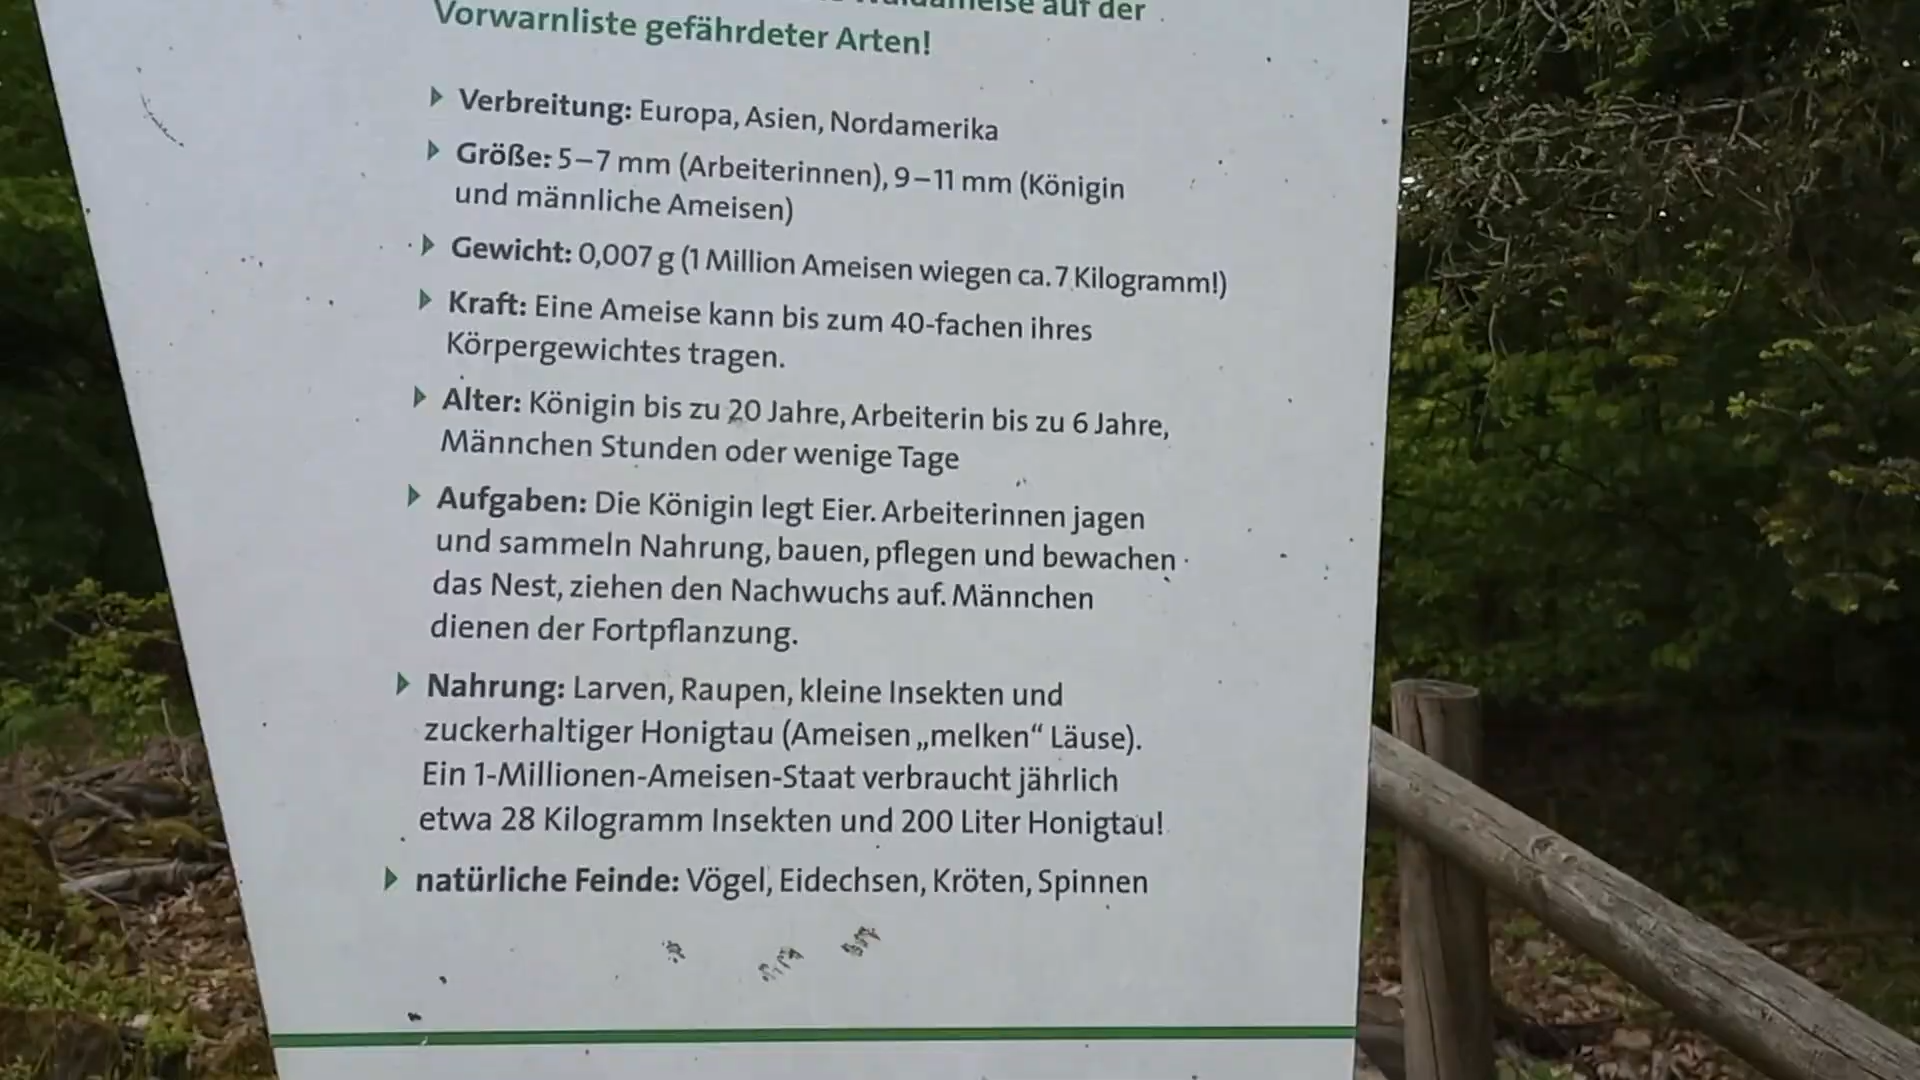 auf der
Vorwarnliste gefährdeter Arten!
Verbreitung: Europa, Asien, Nordamerika
Größe: 5–7 mm (Arbeiterinnen), 9–11 mm (Königin
und männliche Ameisen)
Gewicht: 0,007 g (1 Million Ameisen wiegen ca. 7 Kilogramm!)
Kraft: Eine Ameise kann bis zum 40-fachen ihres
Körpergewichtes tragen.
Alter: Königin bis zu 20 Jahre, Arbeiterin bis zu 6 Jahre,
Männchen Stunden oder wenige Tage
Aufgaben: Die Königin legt Eier. Arbeiterinnen jagen
und sammeln Nahrung, bauen, pflegen und bewachen
das Nest, ziehen den Nachwuchs auf. Männchen
dienen der Fortpflanzung.
Nahrung: Larven, Raupen, kleine Insekten und
zuckerhaltiger Honigtau (Ameisen „melken“ Läuse).
Ein 1-Millionen-Ameisen-Staat verbraucht jährlich
etwa 28 Kilogramm Insekten und 200 Liter Honigtau!
natürliche Feinde: Vögel, Eidechsen, Kröten, Spinnen